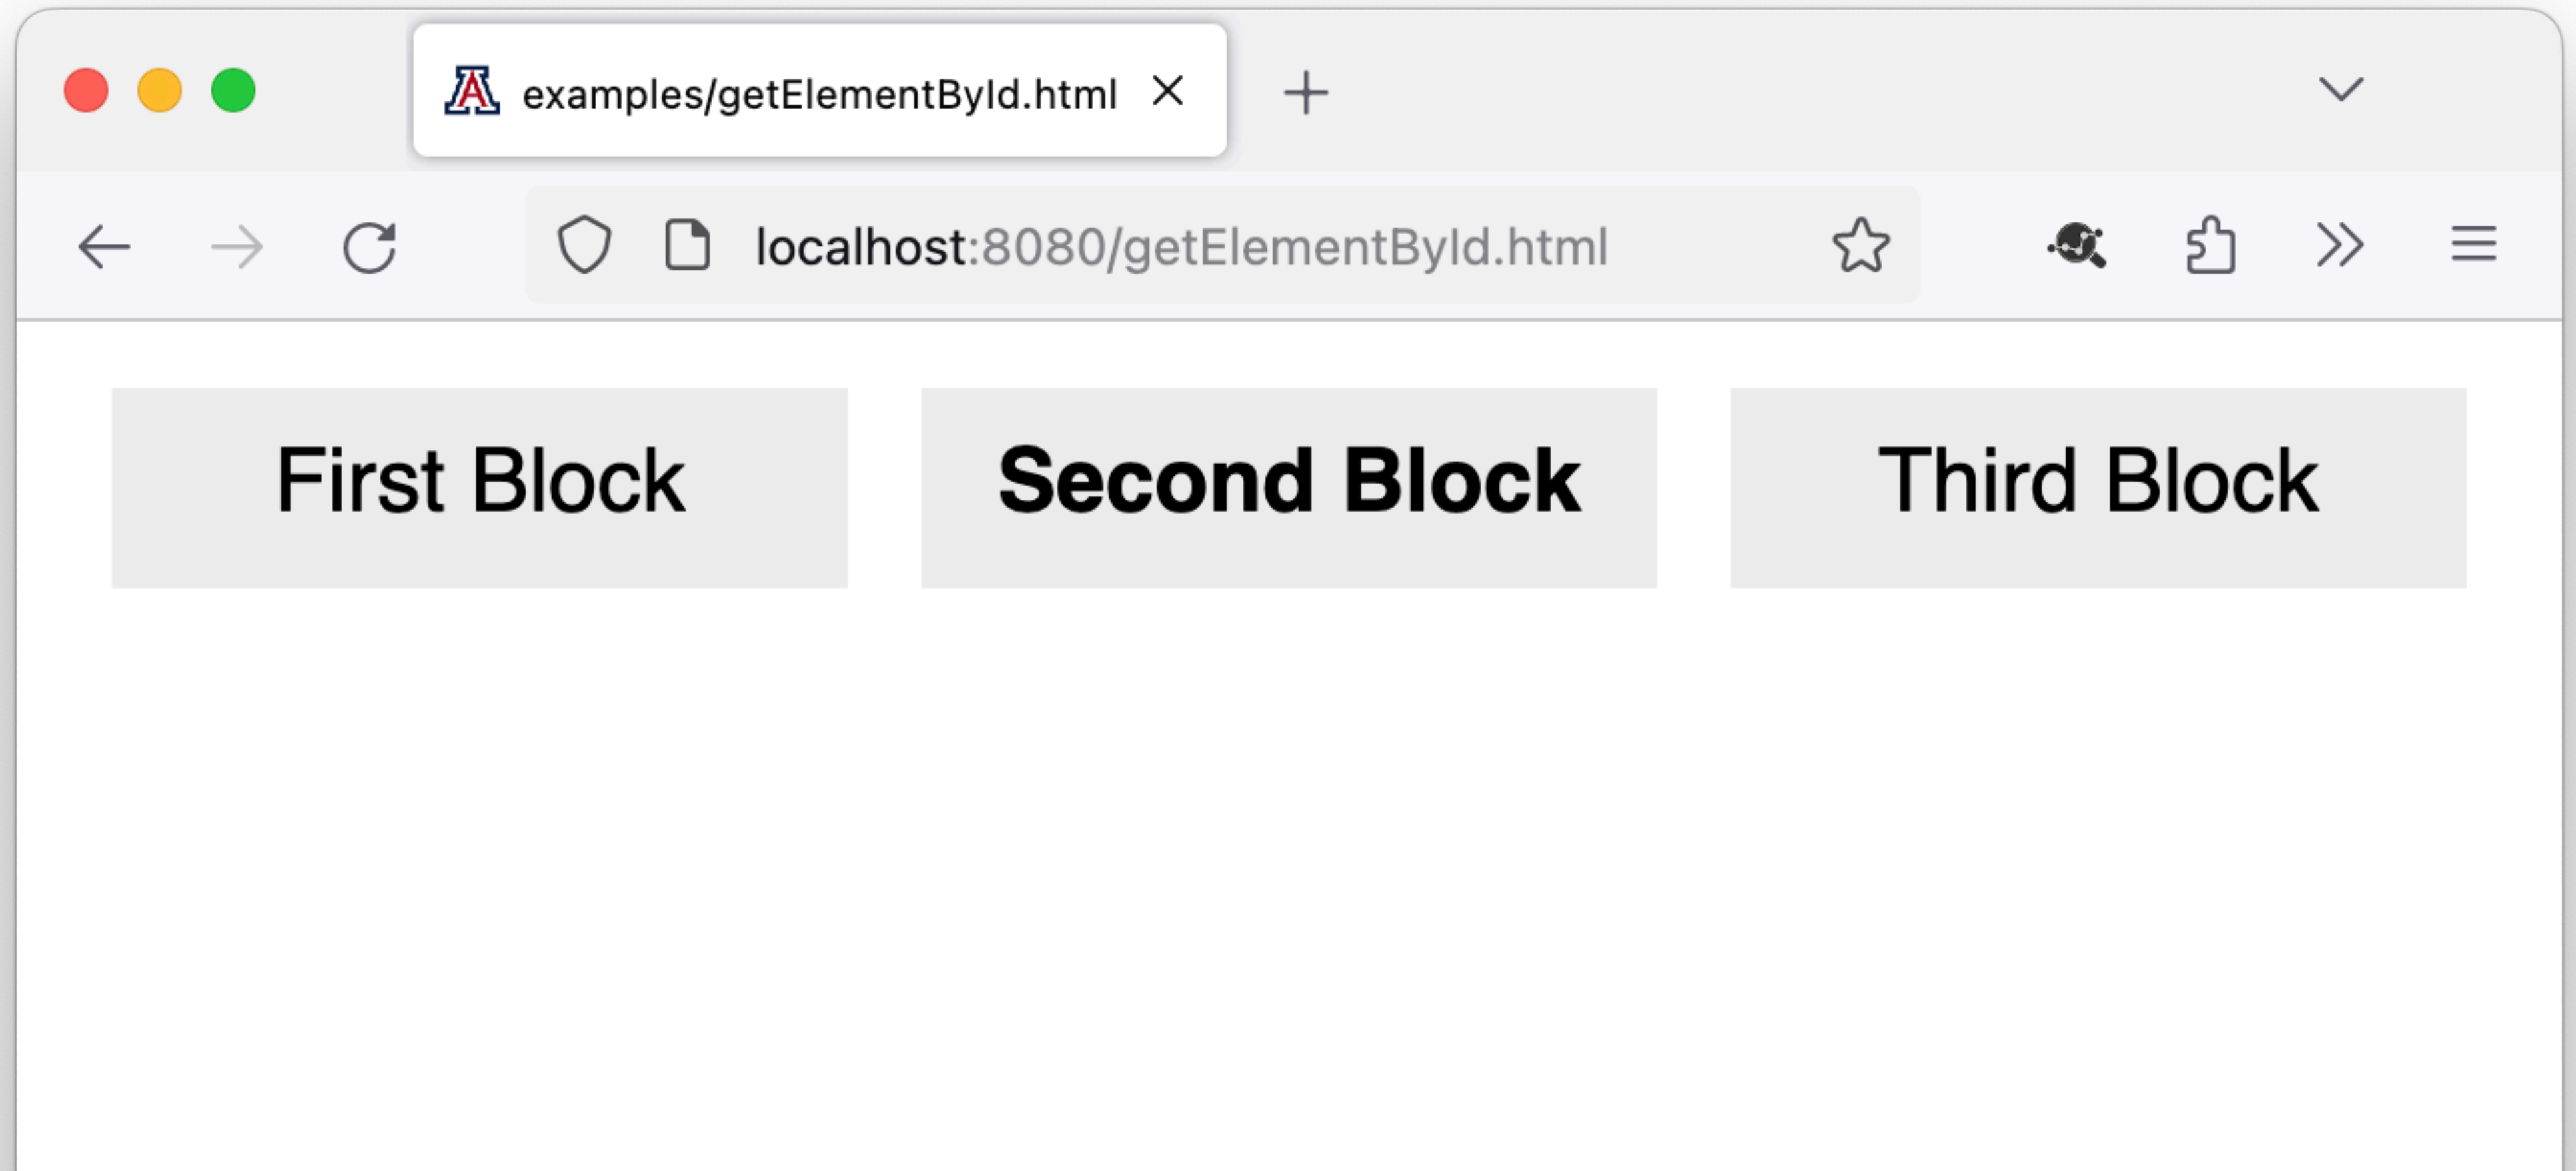 A examples/getElementById.html
localhost:8080/getElementById.html
First Block Second Block Third Block